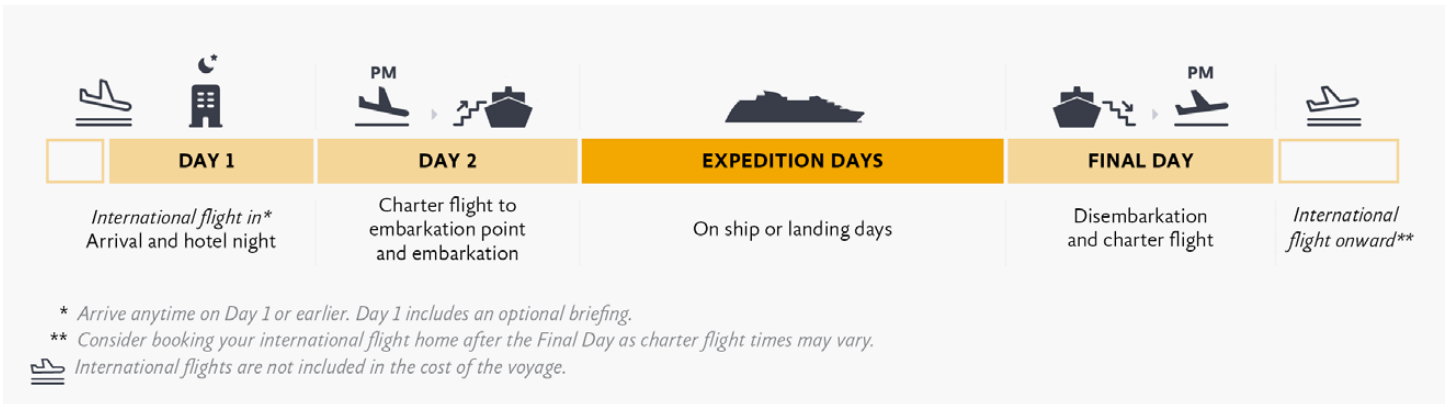 PM
PM
DAY 1
DAY 2
EXPEDITION DAYS
FINAL DAY
International flight in*
Arrival and hotel night
Charter flight to
embarkation point
and embarkation
On ship or landing days
Disembarkation
and charter flight
International
flight onward**
* Arrive anytime on Day 1 or earlier. Day 1 includes an optional briefing.
** Consider booking your international flight home after the Final Day as charter flight times may vary.
International flights are not included in the cost of the voyage.